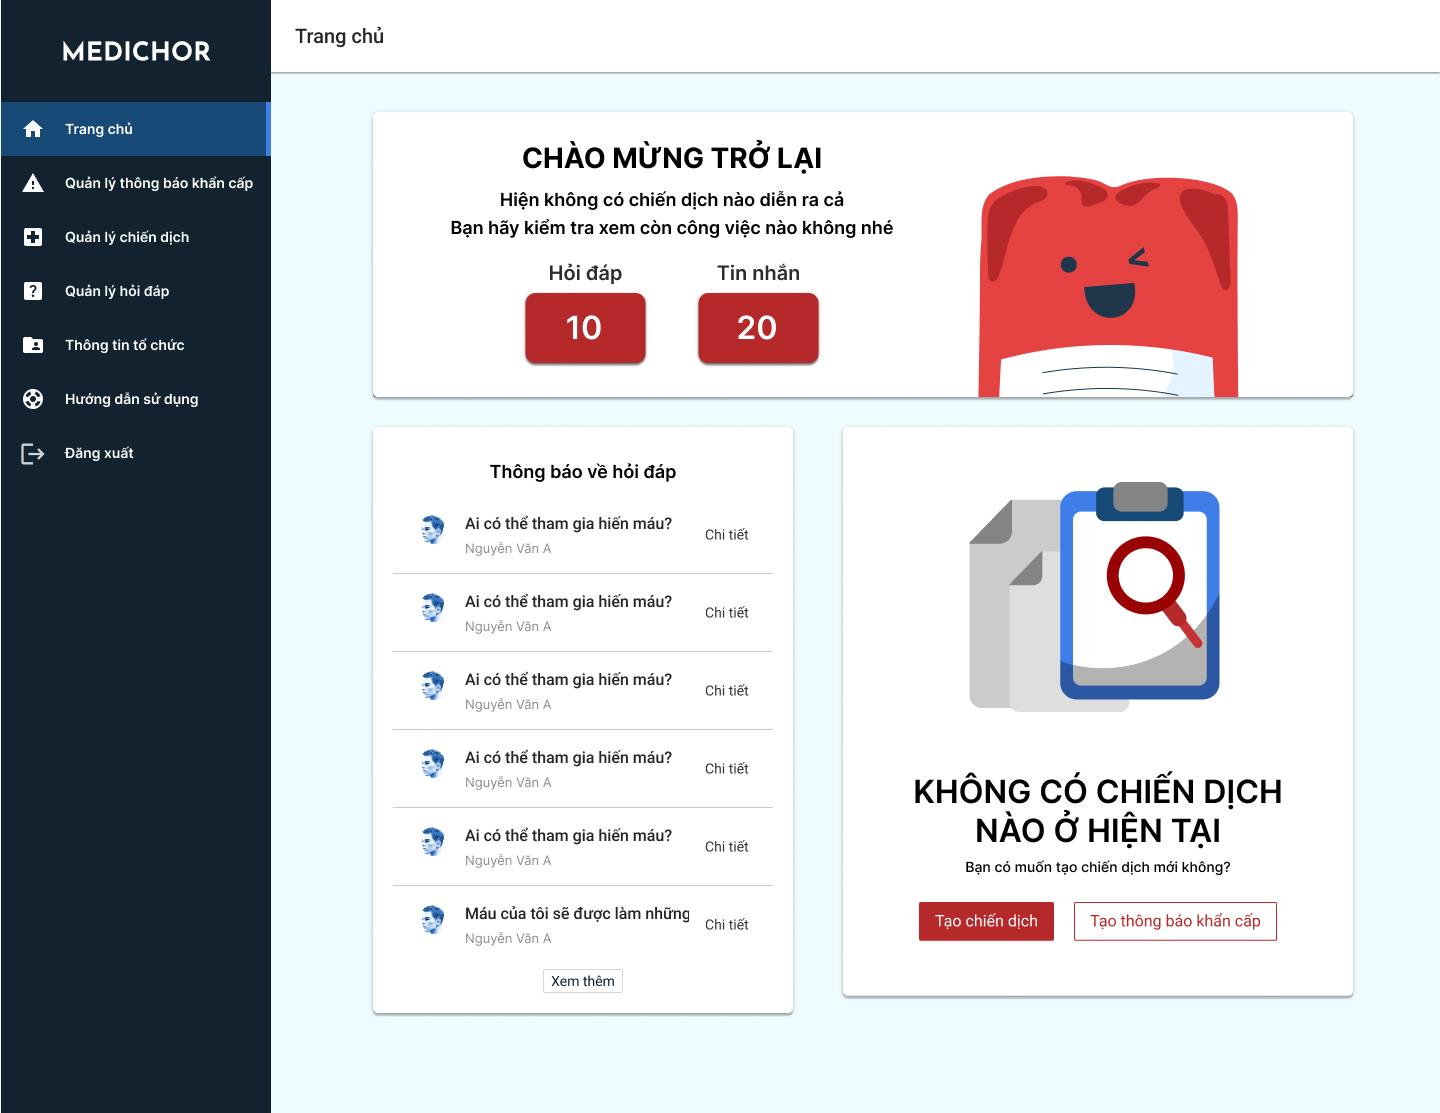 MEDICHOR
Trang chủ
Quản lý thông báo khẩn cấp
Quản lý chiến dịch
Quản lý hỏi đáp
Thông tin tổ chức
Hướng dẫn sử dụng
Đăng xuất
Trang chủ
CHÀO MỪNG TRỞ LẠI
Hiện không có chiến dịch nào diễn ra cả
Bạn hãy kiểm tra xem còn công việc nào không nhé
Hỏi đáp
Tin nhắn
10
20
Thông báo về hỏi đáp
Ai có thể tham gia hiến máu?
Nguyễn Văn A
Chi tiết
Ai có thể tham gia hiến máu?
Nguyễn Văn A
Chi tiết
Ai có thể tham gia hiến máu?
Nguyễn Văn A
Chi tiết
Ai có thể tham gia hiến máu?
Nguyễn Văn A
Chi tiết
Ai có thể tham gia hiến máu?
Nguyễn Văn A
Chi tiết
Máu của tôi sẽ được làm những
Nguyễn Văn A
Chi tiết
Xem thêm
KHÔNG CÓ CHIẾN DỊCH
NÀO Ở HIỆN TẠI
Bạn có muốn tạo chiến dịch mới không?
Tạo chiến dịch
Tạo thông báo khẩn cấp